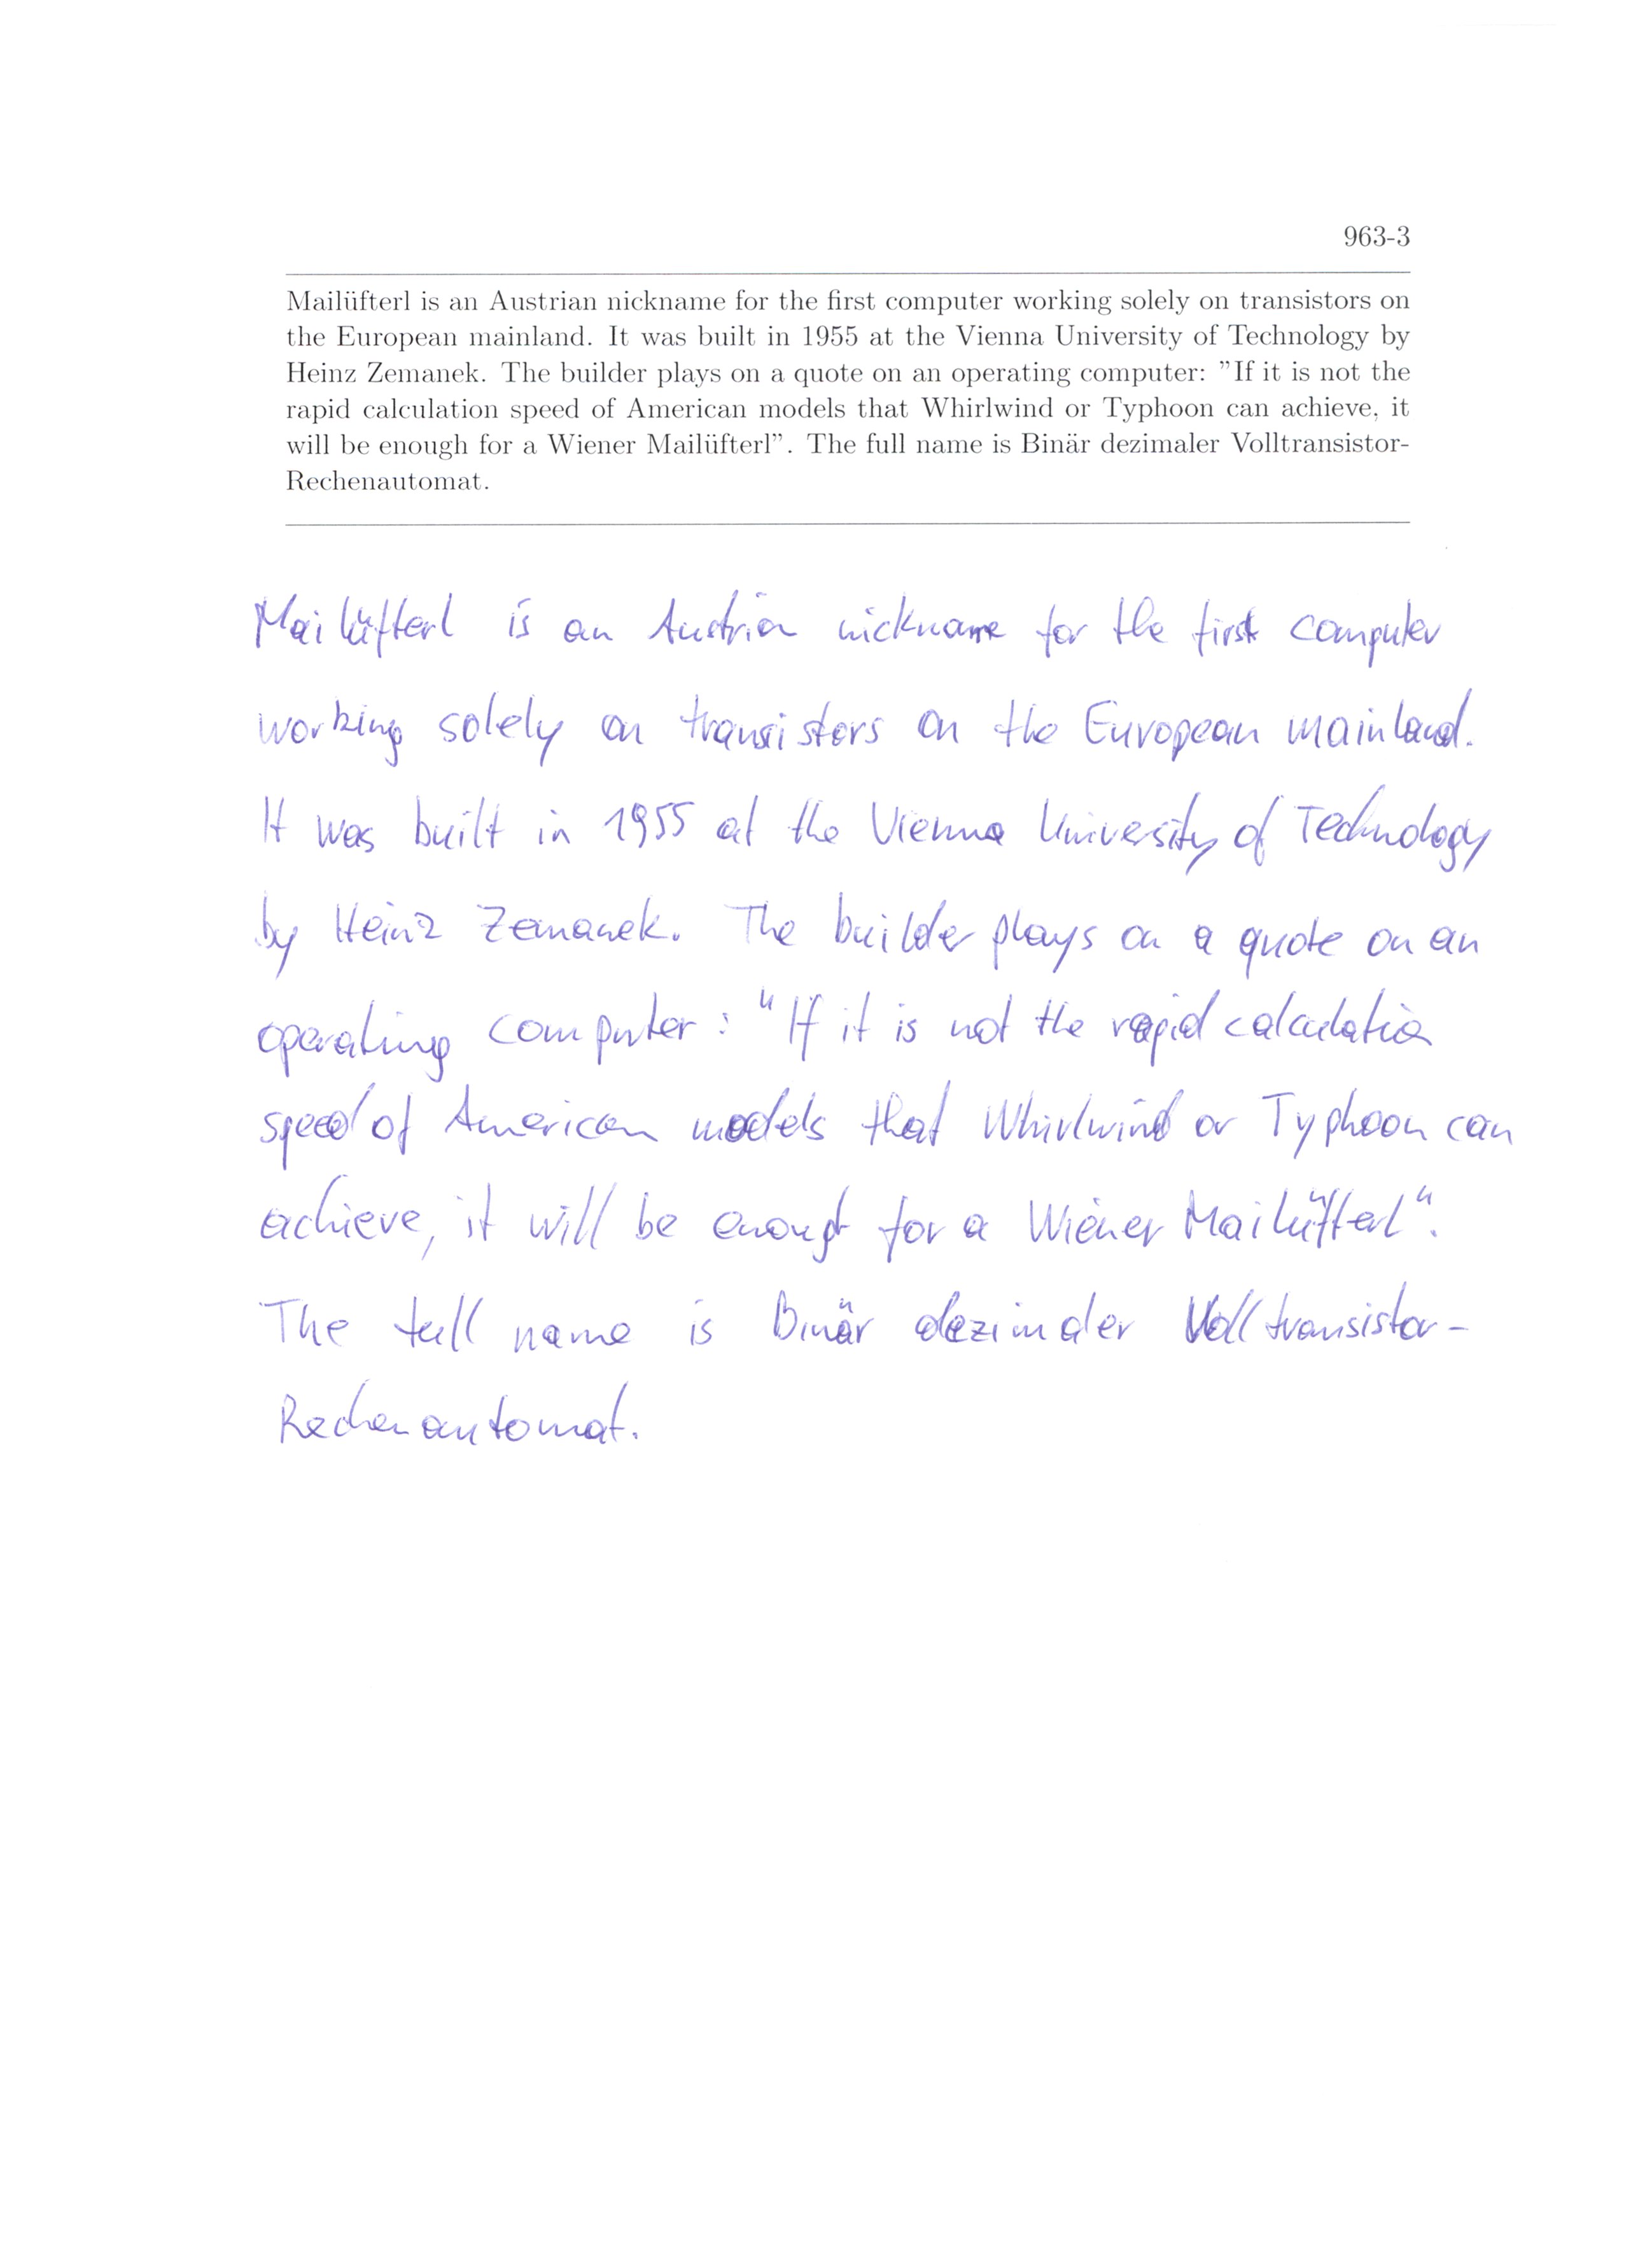 963-3
Mailüfterl is an Austrian nickname for the first computer working solely on transistors on
the European mainland. It was built in 1955 at the Vienna University of Technology by
Heinz Zemanek. The builder plays on a quote on an operating computer: ”If it is not the
rapid calculation speed of American models that Whirlwind or Typhoon can achieve, it
will be enough for a Wiener Mailüfterl”. The full name is Binär dezimaler Volltransistor-
Rechenautomat.
Mailüfterl is an Austrian nickname for the first computer
working solely on transistors on the European mainland.
It was built in 1955 at the Vienna University of Technology
by Heinz Zemanek. The builder plays on a quote on an
operating computer: "If it is not the rapid calculation
speed of American models that Whirlwind or Typhoon can
achieve, it will be enough for a Wiener Mailüfterl".
The full name is Binär dezimaler Volltransistor-
Rechenautomat.